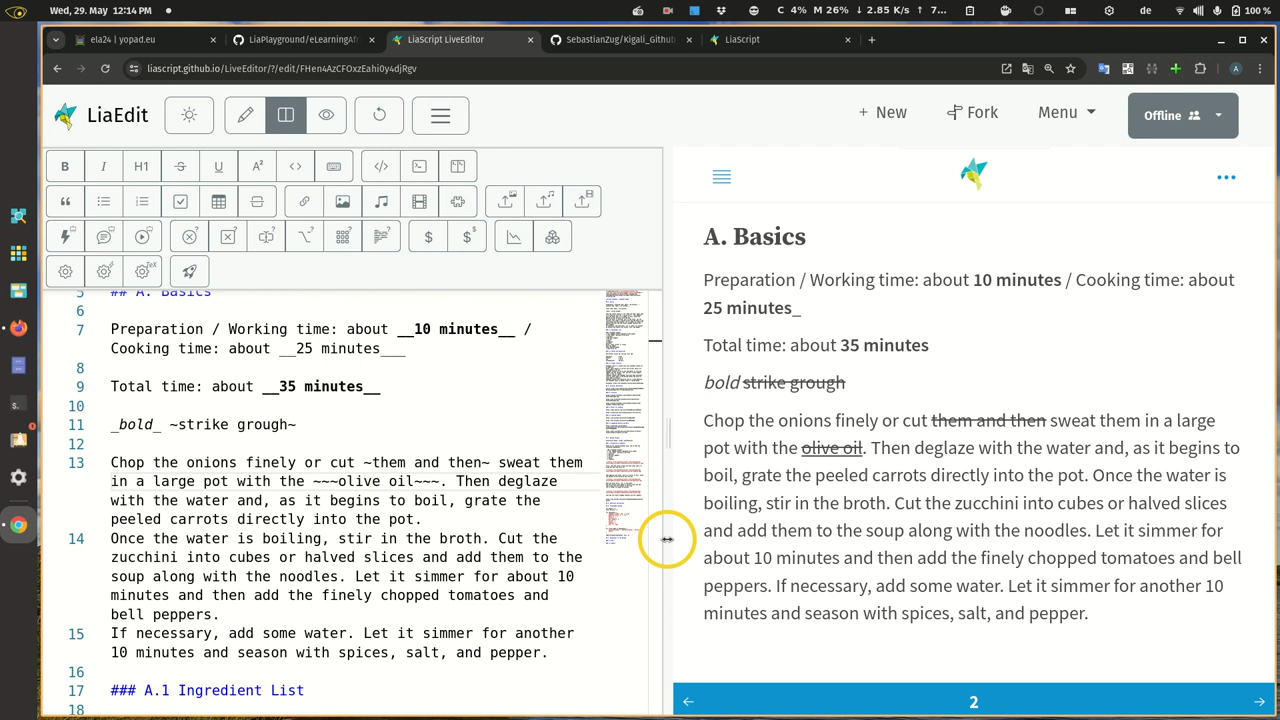 Wed, 29. May 12:14 PM
C 4% M 26% ↓ 2.85 K/s ↑ 7...
100 %
ela24 | yopad.eu
LiaPlayground/eLearningAfr
LiaScript LiveEditor
SebastianZug/Kigali_Github
LiaScript
liascript.github.io/LiveEditor/?/edit/FHen4AzCFOxzEahi0y4djRgv
LiaEdit
+ New
Fork
Menu
Offline
B I H1 S U A
$ $
5 ## A. Basics
6
7 Preparation / Working time: about __10 minutes__ /
Cooking time: about __25 minutes___
8
9 Total time: about __35 minutes__
10
11 _bold_ ~strike grough~
12
13 Chop the onions finely or cut ~them and then~ sweat them
in a large pot with the ~~~olive oil~~~. Then deglaze
with the water and, as it begins to boil, grate the
peeled carrots directly into the pot.
14 Once the water is boiling, stir in the broth. Cut the
zucchini into cubes or halved slices and add them to the
soup along with the noodles. Let it simmer for about 10
minutes and then add the finely chopped tomatoes and
bell peppers.
15 If necessary, add some water. Let it simmer for another
10 minutes and season with spices, salt, and pepper.
16
17 ### A.1 Ingredient List
18
A. Basics
Preparation / Working time: about 10 minutes / Cooking time: about
25 minutes_
Total time: about 35 minutes
bold strike grough
Chop the onions finely or cut them and then sweat them in a large
pot with the olive oil. Then deglaze with the water and, as it begins to
boil, grate the peeled carrots directly into the pot. Once the water is
boiling, stir in the broth. Cut the zucchini into cubes or halved slices
and add them to the soup along with the noodles. Let it simmer for
about 10 minutes and then add the finely chopped tomatoes and bell
peppers. If necessary, add some water. Let it simmer for another 10
minutes and season with spices, salt, and pepper.
2